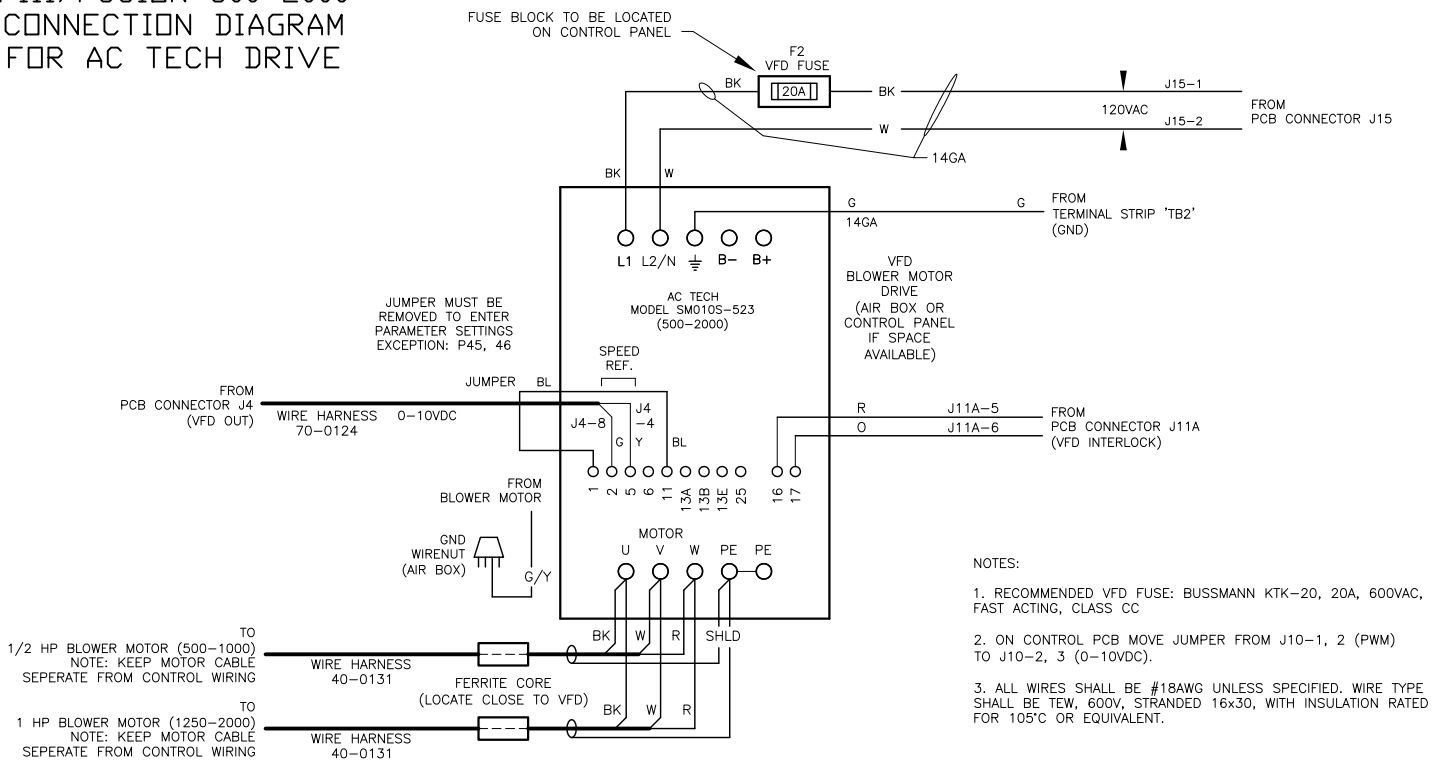 CONNECTION DIAGRAM
FOR AC TECH DRIVE
FUSE BLOCK TO BE LOCATED
ON CONTROL PANEL
F2
VFD FUSE
BK
20A
BK
J15-1
120VAC
FROM
PCB CONNECTOR J15
W
J15-2
14GA
BK
W
G
14GA
G
FROM
TERMINAL STRIP 'TB2'
(GND)
L1
L2/N
B-
B+
AC TECH
MODEL SM010S-523
(500-2000)
VFD
BLOWER MOTOR
DRIVE
(AIR BOX OR
CONTROL PANEL
IF SPACE
AVAILABLE)
JUMPER MUST BE
REMOVED TO ENTER
PARAMETER SETTINGS
EXCEPTION: P45, 46
SPEED
REF.
JUMPER
BL
FROM
PCB CONNECTOR J4
(VFD OUT)
WIRE HARNESS
70-0124
0-10VDC
J4-8
J4
-4
G
Y
BL
R
J11A-5
O
J11A-6
FROM
PCB CONNECTOR J11A
(VFD INTERLOCK)
1
2
5
6
11
13A
13B
13E
25
16
17
FROM
BLOWER MOTOR
GND
WIRENUT
(AIR BOX)
G/Y
MOTOR
U
V
W
PE
PE
BK
W
R
SHLD
TO
1/2 HP BLOWER MOTOR (500-1000)
NOTE: KEEP MOTOR CABLE
SEPERATE FROM CONTROL WIRING
WIRE HARNESS
40-0131
FERRITE CORE
(LOCATE CLOSE TO VFD)
BK
W
R
TO
1 HP BLOWER MOTOR (1250-2000)
NOTE: KEEP MOTOR CABLE
SEPERATE FROM CONTROL WIRING
WIRE HARNESS
40-0131
NOTES:
1. RECOMMENDED VFD FUSE: BUSSMANN KTK-20, 20A, 600VAC,
FAST ACTING, CLASS CC
2. ON CONTROL PCB MOVE JUMPER FROM J10-1, 2 (PWM)
TO J10-2, 3 (0-10VDC).
3. ALL WIRES SHALL BE #18AWG UNLESS SPECIFIED. WIRE TYPE
SHALL BE TEW, 600V, STRANDED 16x30, WITH INSULATION RATED
FOR 105°C OR EQUIVALENT.